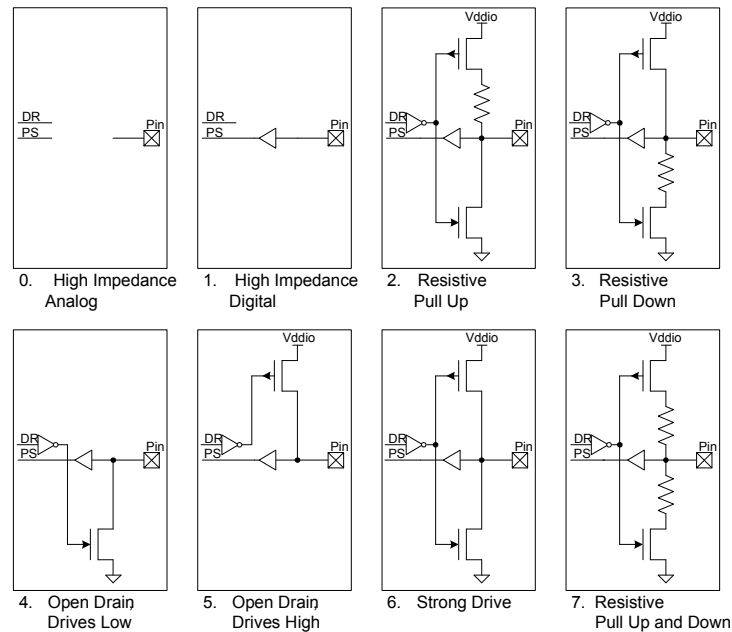 Vddio
Vddio
DR
PS
Pin
DR
PS
Pin
DR
PS
Pin
DR
PS
Pin
0. High Impedance
Analog
1. High Impedance
Digital
2. Resistive
Pull Up
3. Resistive
Pull Down
Vddio
Vddio
Vddio
DR
PS
Pin
DR
PS
Pin
DR
PS
Pin
DR
PS
Pin
4. Open Drain,
Drives Low
5. Open Drain,
Drives High
6. Strong Drive
7. Resistive
Pull Up and Down